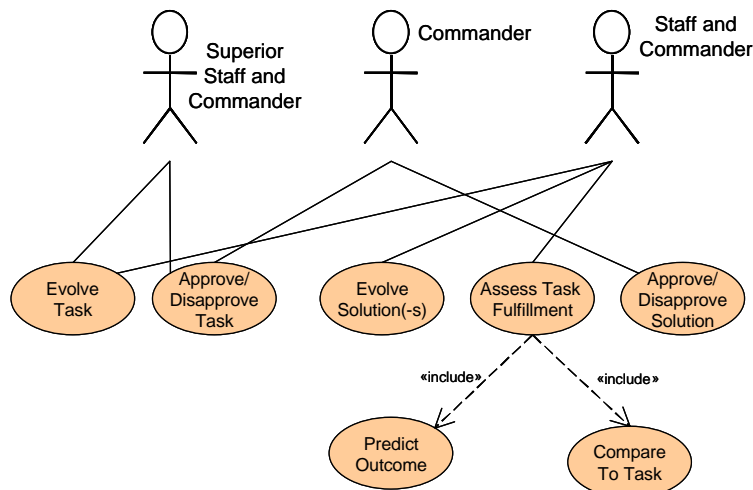 Superior
Staff and
Commander
Commander
Staff and
Commander
Evolve
Task
Approve/
Disapprove
Task
Evolve
Solution(-s)
Assess Task
Fulfillment
Approve/
Disapprove
Solution
«include»
«include»
Predict
Outcome
Compare
To Task